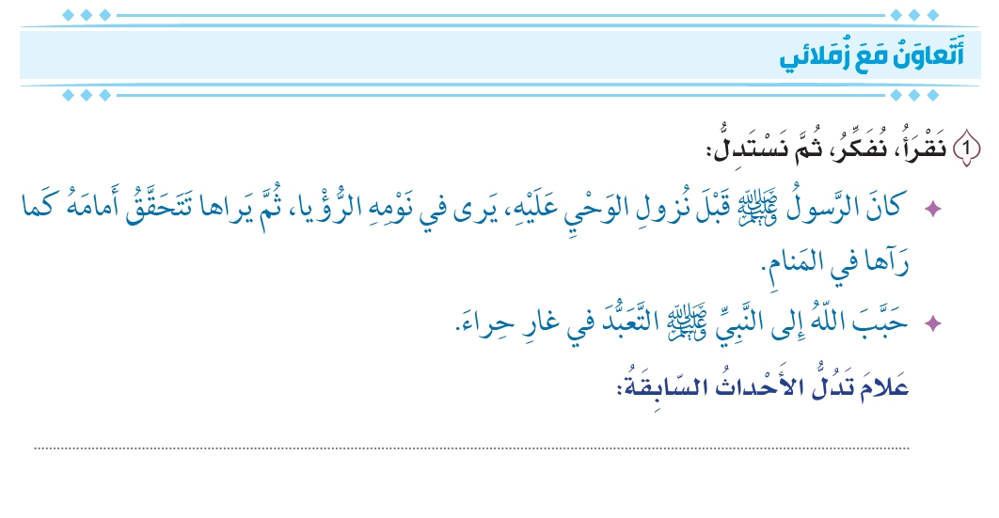 أَتَعاوَنُ مَعَ زُمَلائي
1 نَقْرَأُ، نُفَكِّرُ، ثُمَّ نَسْتَدِلُّ:
كانَ الرَّسولُ ﷺ قَبْلَ نُزولِ الوَحْيِ عَلَيْهِ، يَرى في نَوْمِهِ الرُّؤْيا، ثُمَّ يَراها تَتَحَقَّقُ أَمامَهُ كَما
رَآها في المَنامِ.
حَبَّبَ اللّهُ إِلى النَّبِيِّ ﷺ التَّعَبُّدَ في غارِ حِراءَ.
عَلامَ تَدُلُّ الأَحْداثُ السّابِقَةُ: